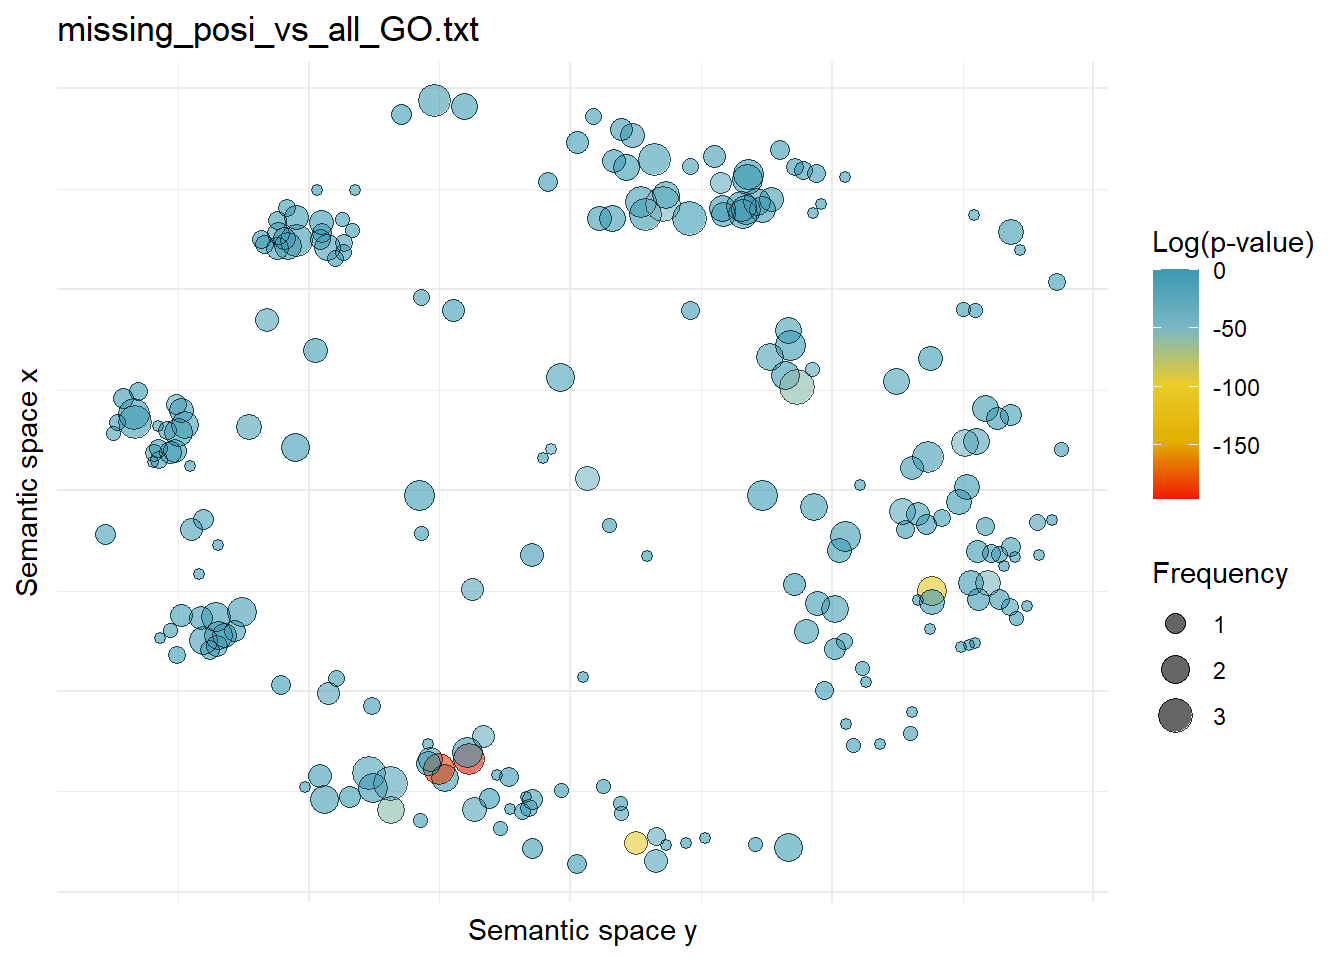 missing_posi_vs_all_GO.txt
Semantic space x
Semantic space y
Log(p-value)
0
-50
-100
-150
Frequency
1
2
3